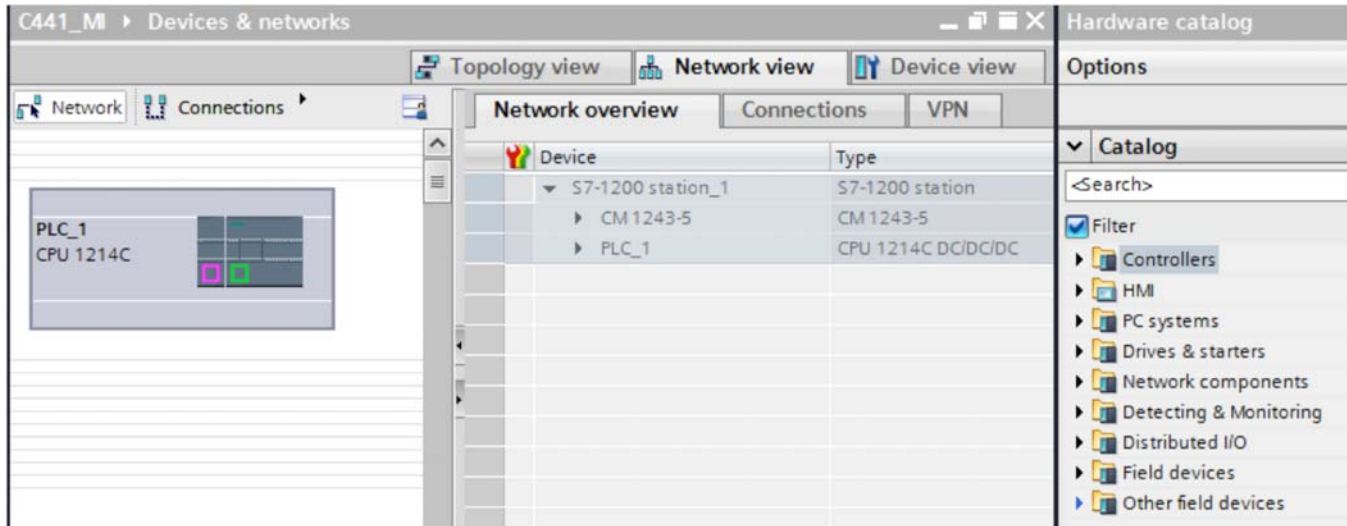 C441_MI ▸ Devices & networks
Hardware catalog
Topology view
Network view
Device view
Options
Network
Connections
Network overview
Connections
VPN
Device
Type
S7-1200 station_1
S7-1200 station
CM 1243-5
CM 1243-5
PLC_1
CPU 1214C DC/DC/DC
PLC_1
CPU 1214C
Catalog
<Search>
Filter
Controllers
HMI
PC systems
Drives & starters
Network components
Detecting & Monitoring
Distributed I/O
Field devices
Other field devices